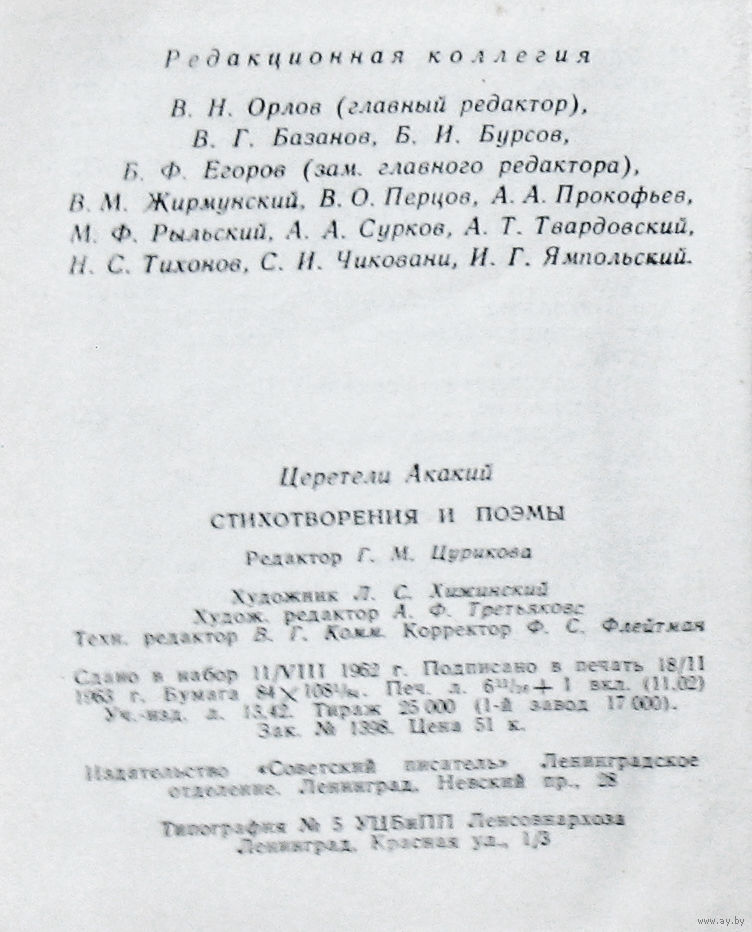 Редакционная коллегия
В. Н. Орлов (главный редактор),
В. Г. Базанов, Б. И. Бурсов,
Б. Ф. Егоров (зам. главного редактора),
В. М. Жирмунский, В. О. Перцов, А. А. Прокофьев,
М. Ф. Рыльский, А. А. Сурков, А. Т. Твардовский,
Н. С. Тихонов, С. И. Чиковани, И. Г. Ямпольский.
Церетели Акакий
СТИХОТВОРЕНИЯ И ПОЭМЫ
Редактор Г. М. Цурикова
Художник Л. С. Хижинский
Худож. редактор А. Ф. Третьякова
Техн. редактор В. Г. Комм. Корректор Ф. С. Флейтман
Сдано в набор 11/VIII 1962 г. Подписано в печать 18/II
1963 г. Бумага Печ. л. + 1 вкл. (11.02)
Уч.-изд. л. 13,42. Тираж 25 000 (1-й завод 17 000).
Зак. № 1398. Цена 51 к.
Издательство «Советский писатель» Ленинградское
отделение. Ленинград, Невский пр., 28
Типография № 5 УЦБиПП Ленсовнархоза
Ленинград, Красная ул., 1/3
www.ay.by